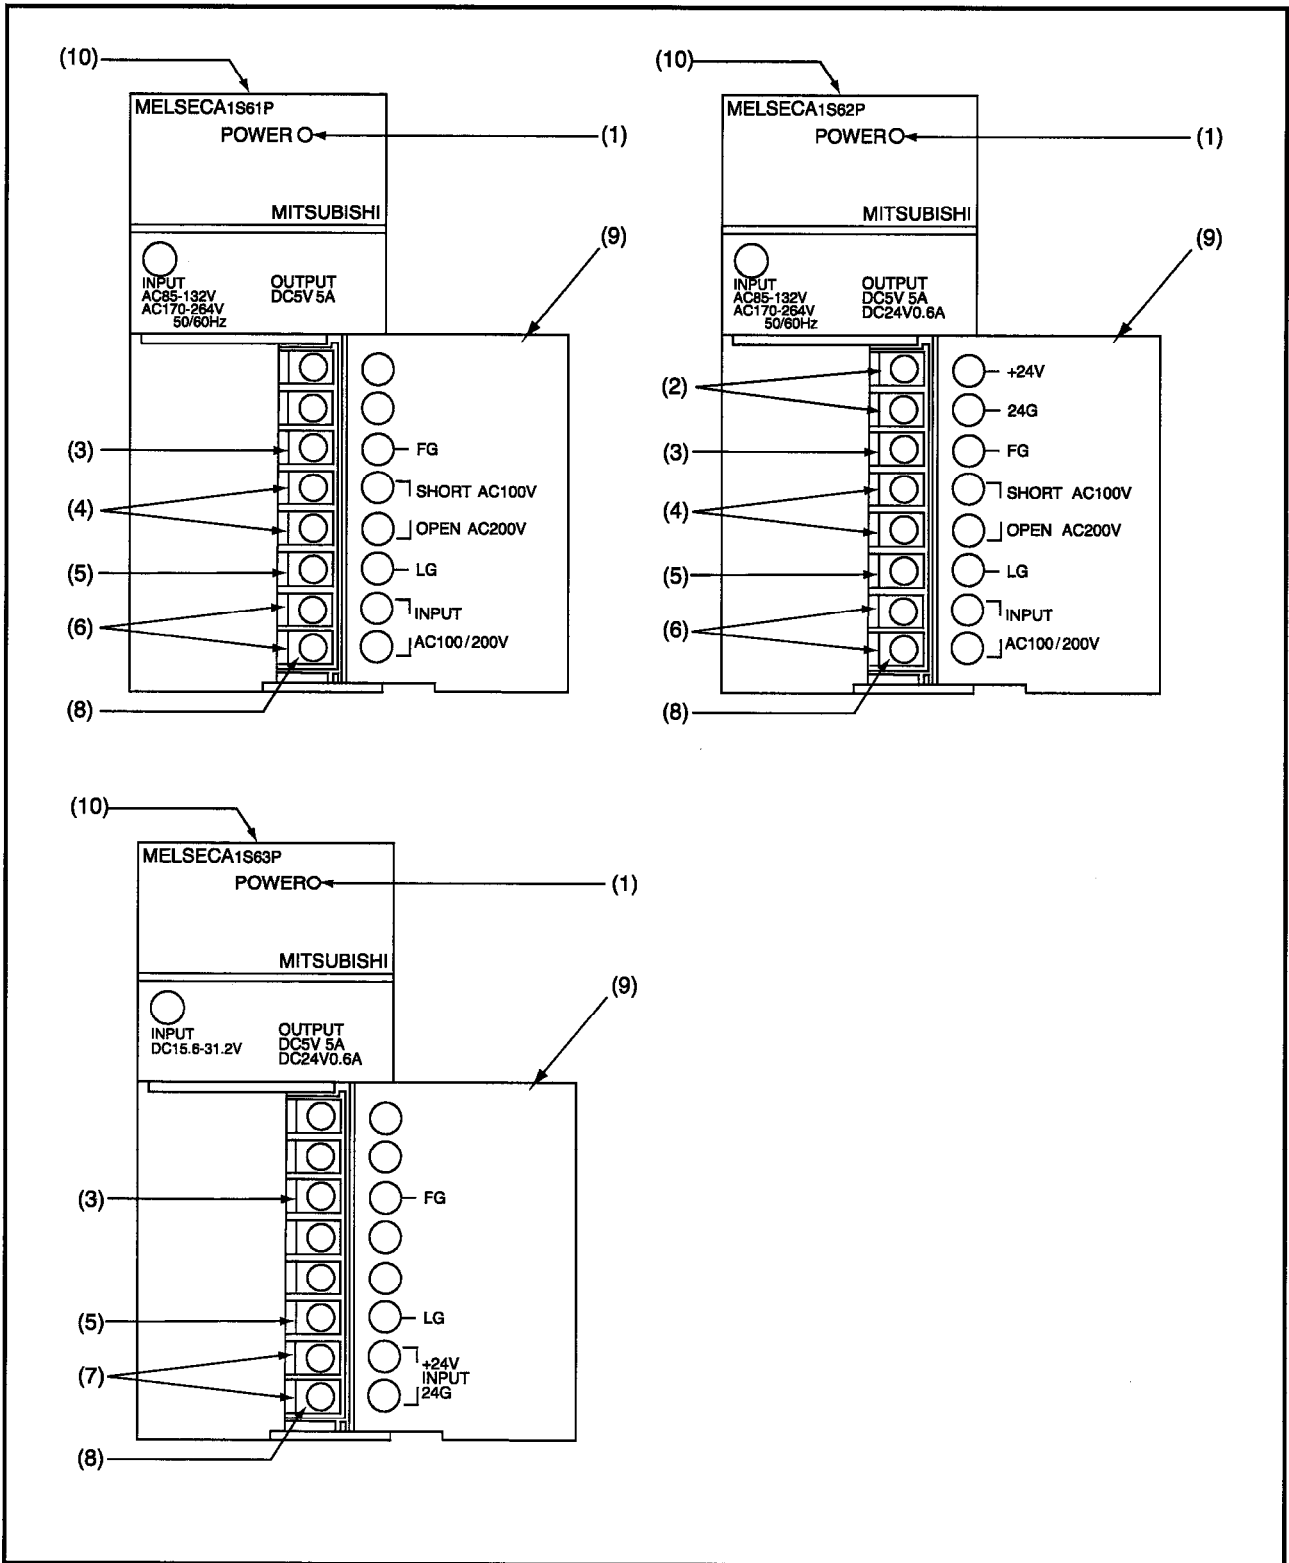 (10)
MELSECA1S61P
POWER
(1)
MITSUBISHI
(9)
INPUT
AC85-132V
AC170-264V
50/60Hz
OUTPUT
DC5V 5A
(3)
FG
(4)
SHORT AC100V
OPEN AC200V
(5)
LG
(6)
INPUT
AC100/200V
(8)
(10)
MELSECA1S62P
POWER
(1)
MITSUBISHI
(9)
INPUT
AC85-132V
AC170-264V
50/60Hz
OUTPUT
DC5V 5A
DC24V0.6A
(2)
+24V
24G
(3)
FG
(4)
SHORT AC100V
OPEN AC200V
(5)
LG
(6)
INPUT
AC100/200V
(8)
(10)
MELSECA1S63P
POWER
(1)
MITSUBISHI
(9)
INPUT
DC15.6-31.2V
OUTPUT
DC5V 5A
DC24V0.6A
(3)
FG
(5)
LG
(7)
+24V
INPUT
24G
(8)